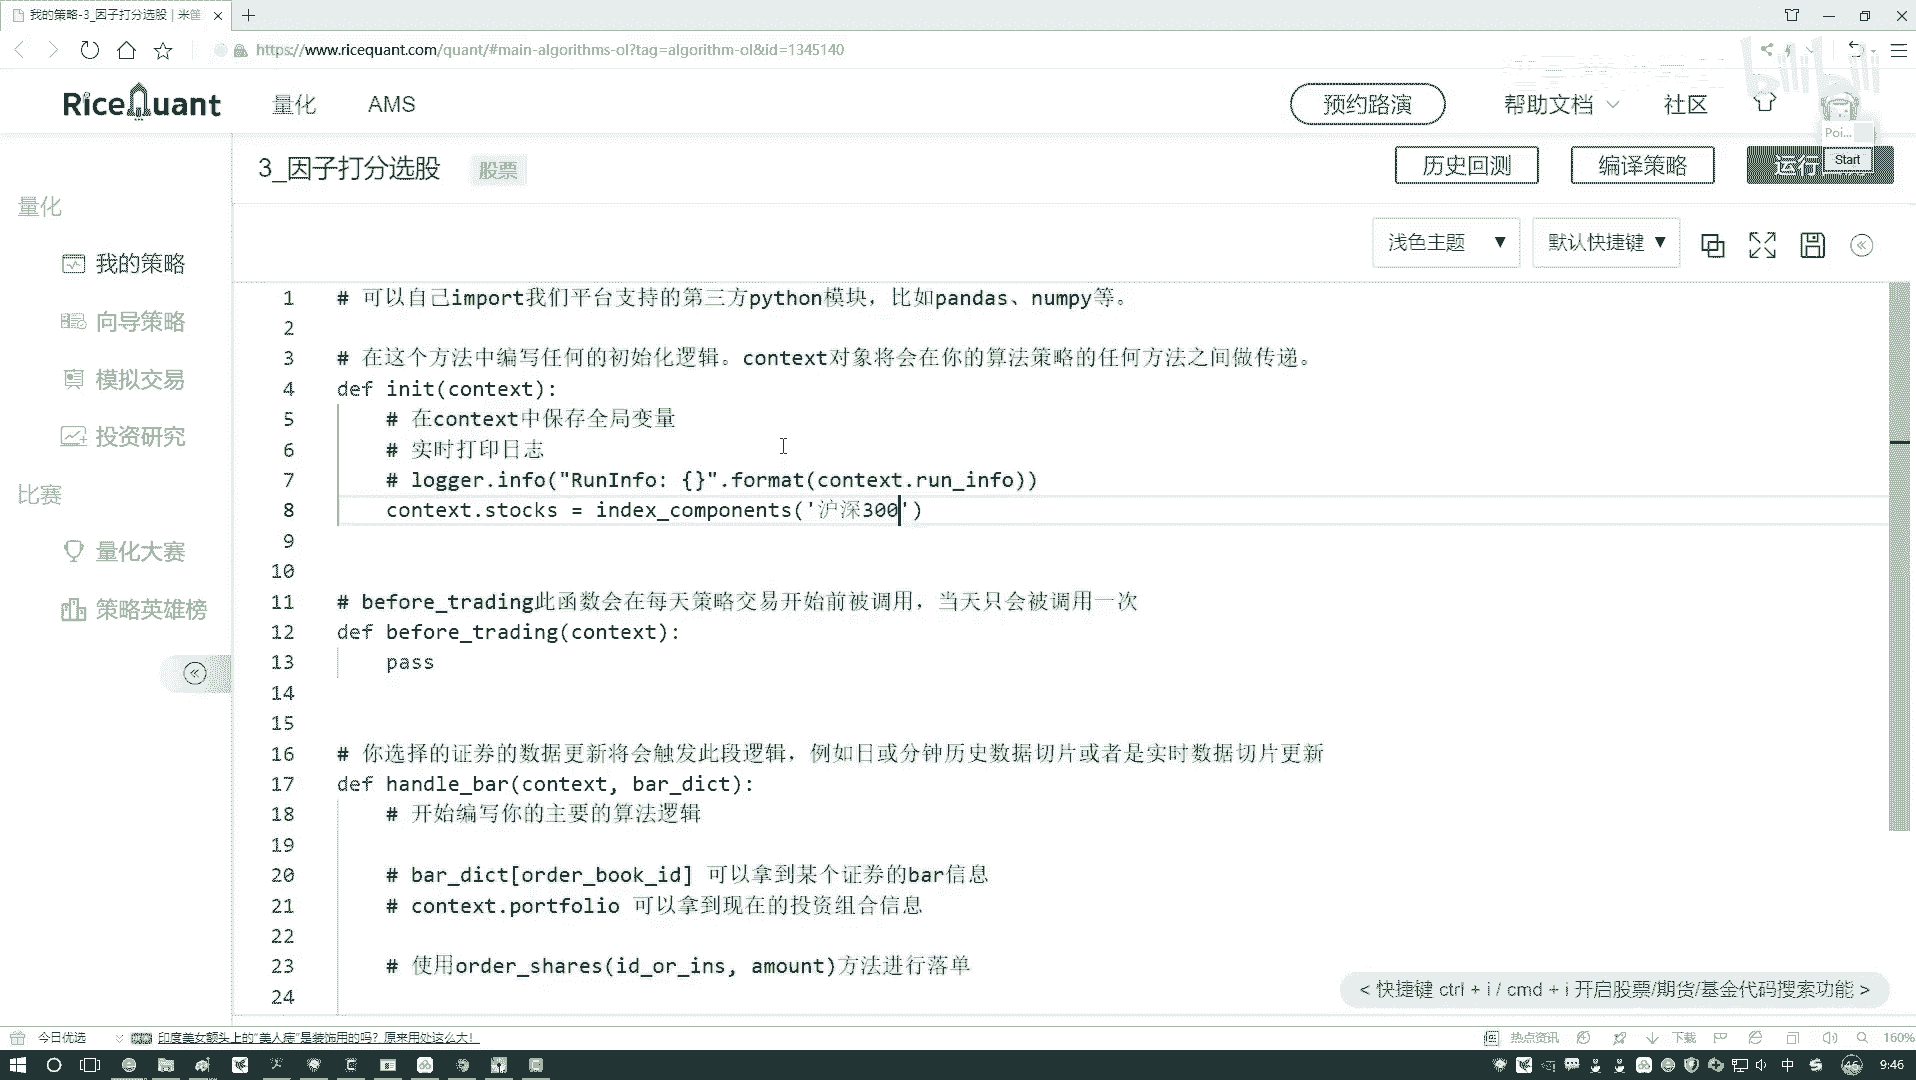 我的策略-3_因子打分选股 | 米筐
https://www.ricequant.com/quant/#main-algorithms-ol?tag=algorithm-ol&id=1345140
RiceQuant
量化
AMS
预约路演
帮助文档
社区
Poi...
Start
3_因子打分选股
股票
历史回测
编译策略
运行
量化
我的策略
向导策略
模拟交易
投资研究
比赛
量化大赛
策略英雄榜
浅色主题
默认快捷键
1 # 可以自己import我们平台支持的第三方python模块，比如pandas、numpy等。
2
3 # 在这个方法中编写任何的初始化逻辑。context对象将会在你的算法策略的任何方法之间做传递。
4 def init(context):
5 # 在context中保存全局变量
6 # 实时打印日志
7 # logger.info("RunInfo: {}".format(context.run_info))
8 context.stocks = index_components('沪深300')
9
10
11 # before_trading此函数会在每天策略交易开始前被调用，当天只会被调用一次
12 def before_trading(context):
13 pass
14
15
16 # 你选择的证券的数据更新将会触发此段逻辑，例如日或分钟历史数据切片或者是实时数据切片更新
17 def handle_bar(context, bar_dict):
18 # 开始编写你的主要的算法逻辑
19
20 # bar_dict[order_book_id] 可以拿到某个证券的bar信息
21 # context.portfolio 可以拿到现在的投资组合信息
22
23 # 使用order_shares(id_or_ins, amount)方法进行落单
24
< 快捷键 ctrl + i / cmd + i 开启股票/期货/基金代码搜索功能 >
今日优选
印度美女额头上的“美人痣”是装饰用的吗？原来用处这么大！
热点资讯
下载
160%
中
46
9:46